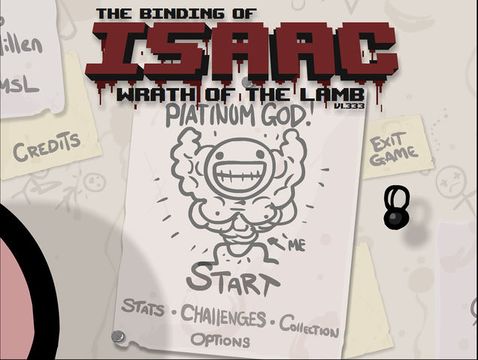 THE BINDING OF
ISAAC
WRATH OF THE LAMB
V1.333
PLATINUM GOD!
CREDITS
EXIT
GAME
ME
START
STATS · CHALLENGES · COLLECTION
OPTIONS